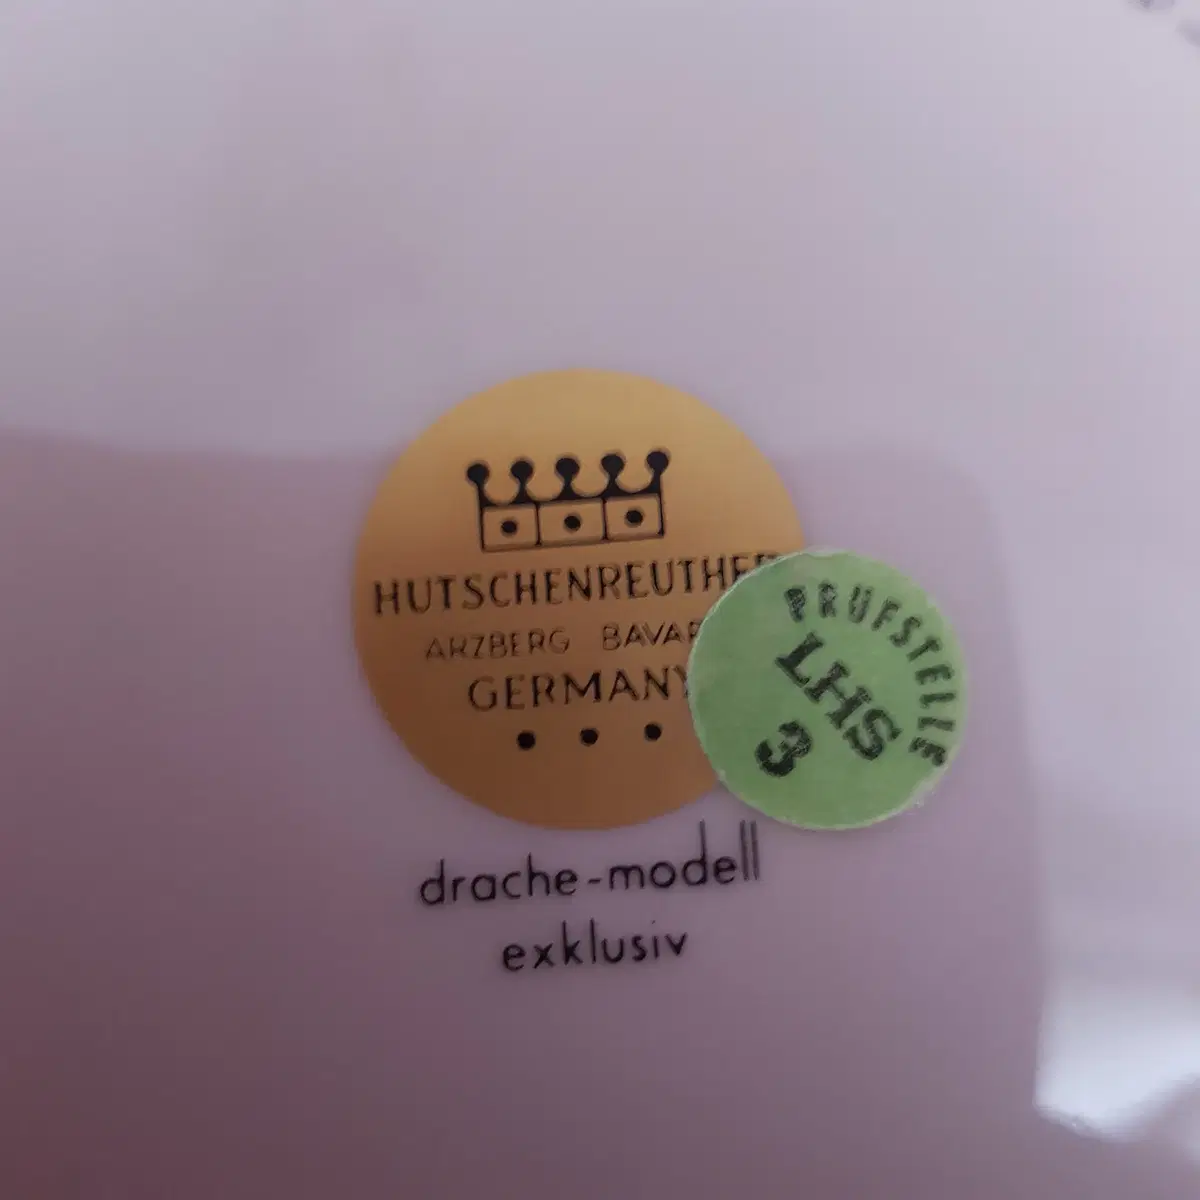 HUTSCHENREUTHER
ARZBERG BAVAR
GERMANY
PRÜFSTELLE
LHS
3
drache-modell
exklusiv